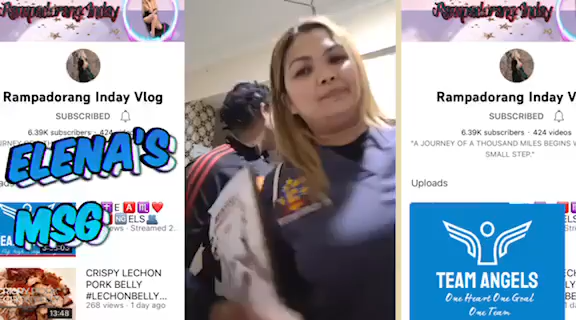 Rampadorang Inday
Rampadorang Inday Vlog
SUBSCRIBED
6.39K subscribers · 424 videos
ELENA'S
MSG
CRISPY LECHON
PORK BELLY
#LECHONBELLY...
268 views · 1 day ago
13:48
Rampadorang Inday
Rampadorang Inday V
SUBSCRIBED
6.39K subscribers · 424 videos
"A JOURNEY OF A THOUSAND MILES BEGINS W
SMALL STEP."
Uploads
TEAM ANGELS
One Heart One Goal
One Team